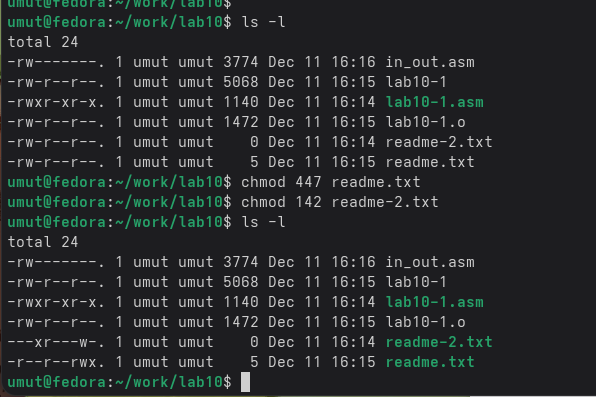 umut@fedora:~/work/lab10$
umut@fedora:~/work/lab10$ ls -l
total 24
-rw-------. 1 umut umut 3774 Dec 11 16:16 in_out.asm
-rw-r--r--. 1 umut umut 5068 Dec 11 16:15 lab10-1
-rwxr-xr-x. 1 umut umut 1140 Dec 11 16:14 lab10-1.asm
-rw-r--r--. 1 umut umut 1472 Dec 11 16:15 lab10-1.o
-rw-r--r--. 1 umut umut    0 Dec 11 16:14 readme-2.txt
-rw-r--r--. 1 umut umut    5 Dec 11 16:15 readme.txt
umut@fedora:~/work/lab10$ chmod 447 readme.txt
umut@fedora:~/work/lab10$ chmod 142 readme-2.txt
umut@fedora:~/work/lab10$ ls -l
total 24
-rw-------. 1 umut umut 3774 Dec 11 16:16 in_out.asm
-rw-r--r--. 1 umut umut 5068 Dec 11 16:15 lab10-1
-rwxr-xr-x. 1 umut umut 1140 Dec 11 16:14 lab10-1.asm
-rw-r--r--. 1 umut umut 1472 Dec 11 16:15 lab10-1.o
---xr---w-. 1 umut umut    0 Dec 11 16:14 readme-2.txt
-r--r--rwx. 1 umut umut    5 Dec 11 16:15 readme.txt
umut@fedora:~/work/lab10$